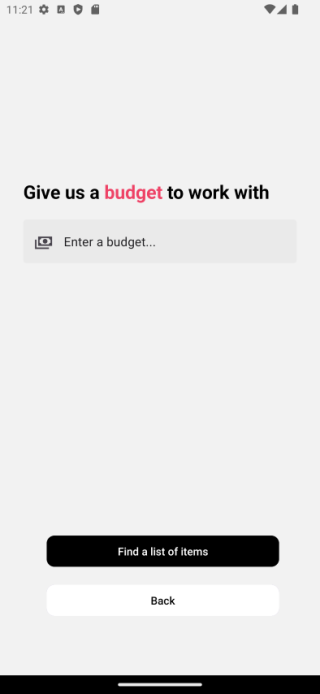 11:21
Give us a budget to work with
Enter a budget...
Find a list of items
Back